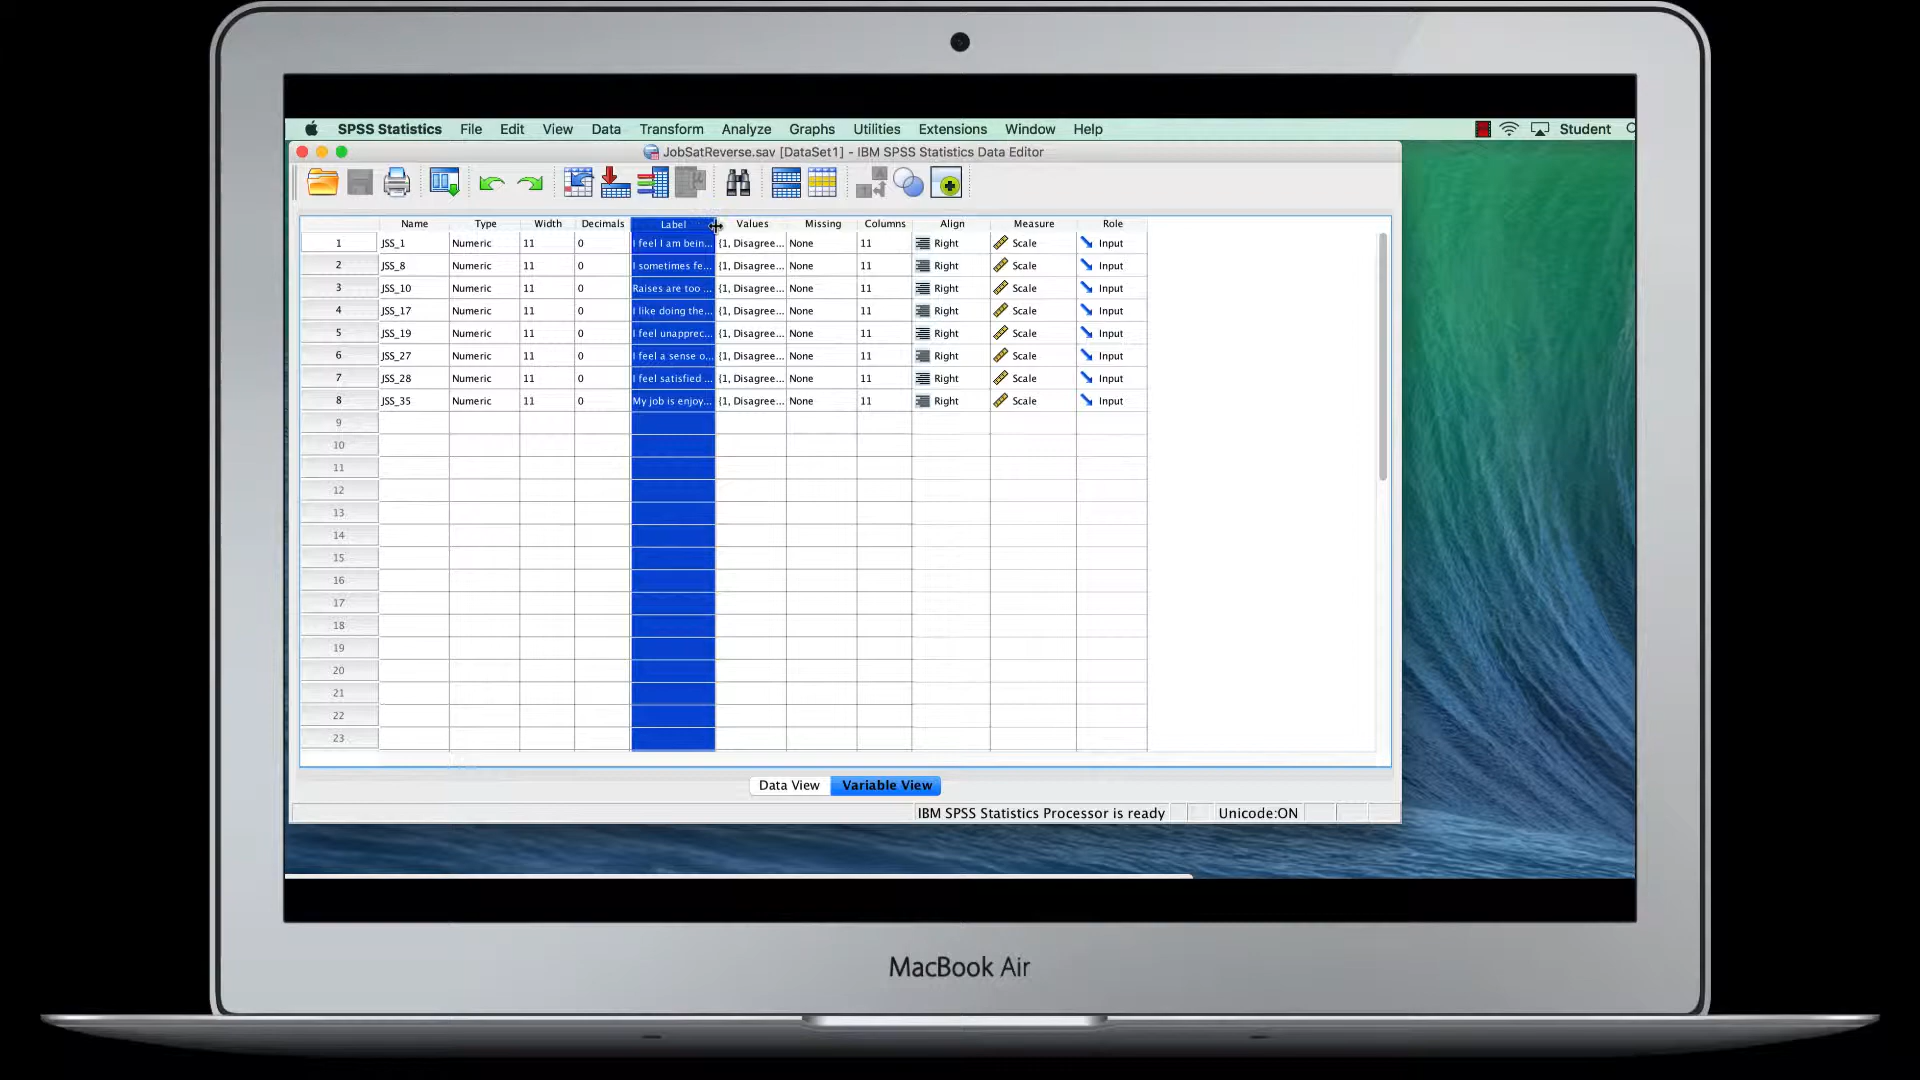 SPSS Statistics File Edit View Data Transform Analyze Graphs Utilities Extensions Window Help Student
JobSatReverse.sav [DataSet1] - IBM SPSS Statistics Data Editor
Name Type Width Decimals Label Values Missing Columns Align Measure Role
1 JSS_1 Numeric 11 0 I feel I am bein... {1, Disagree... None 11 Right Scale Input
2 JSS_8 Numeric 11 0 I sometimes fe... {1, Disagree... None 11 Right Scale Input
3 JSS_10 Numeric 11 0 Raises are too ... {1, Disagree... None 11 Right Scale Input
4 JSS_17 Numeric 11 0 I like doing the... {1, Disagree... None 11 Right Scale Input
5 JSS_19 Numeric 11 0 I feel unapprec... {1, Disagree... None 11 Right Scale Input
6 JSS_27 Numeric 11 0 I feel a sense o... {1, Disagree... None 11 Right Scale Input
7 JSS_28 Numeric 11 0 I feel satisfied ... {1, Disagree... None 11 Right Scale Input
8 JSS_35 Numeric 11 0 My job is enjoy... {1, Disagree... None 11 Right Scale Input
9
10
11
12
13
14
15
16
17
18
19
20
21
22
23
Data View Variable View
IBM SPSS Statistics Processor is ready Unicode:ON
MacBook Air